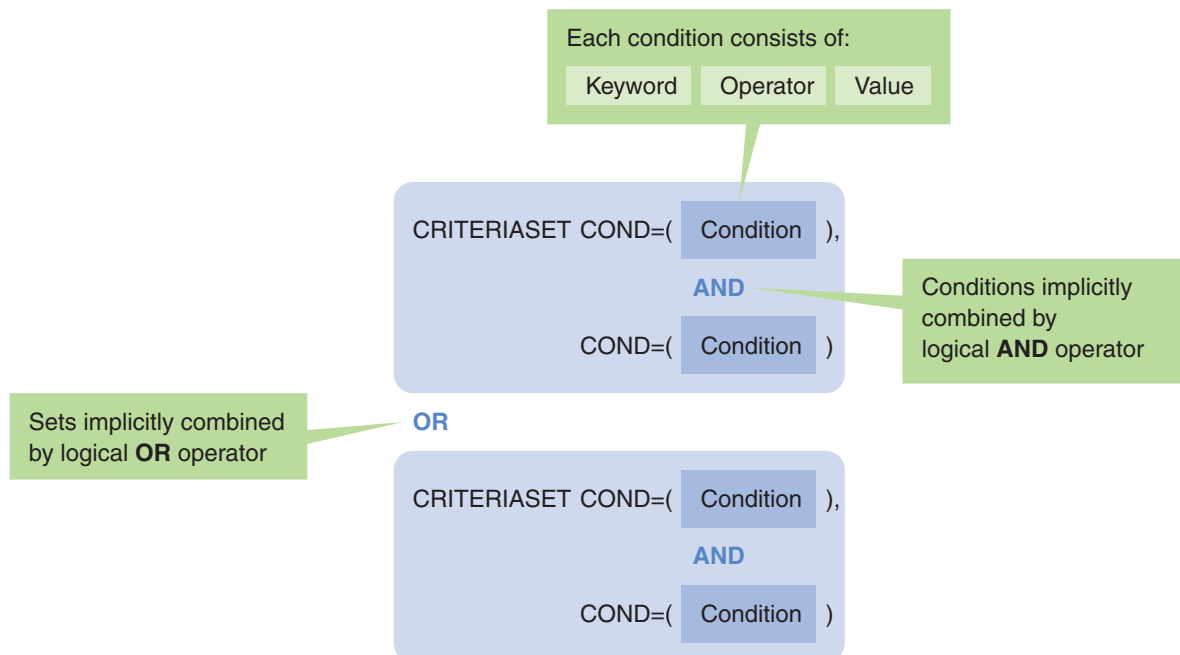 Each condition consists of:
Keyword Operator Value
CRITERIASET COND=( Condition ),
AND
COND=( Condition )
Conditions implicitly
combined by
logical AND operator
Sets implicitly combined
by logical OR operator
OR
CRITERIASET COND=( Condition ),
AND
COND=( Condition )